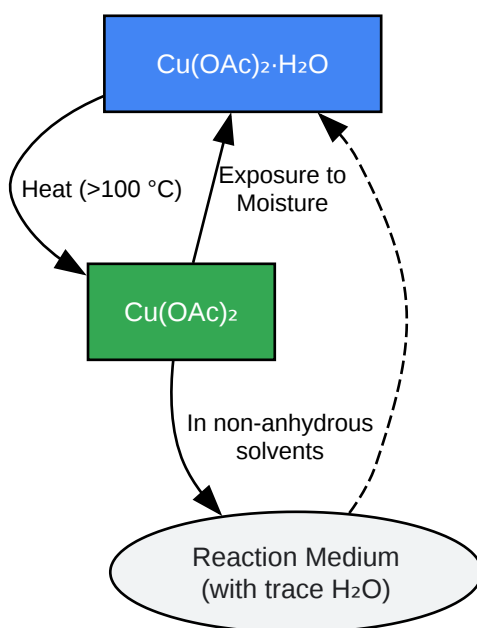 Cu(OAc)₂·H₂O
Heat (>100 °C)
Exposure to
Moisture
Cu(OAc)₂
In non-anhydrous
solvents
Reaction Medium
(with trace H₂O)